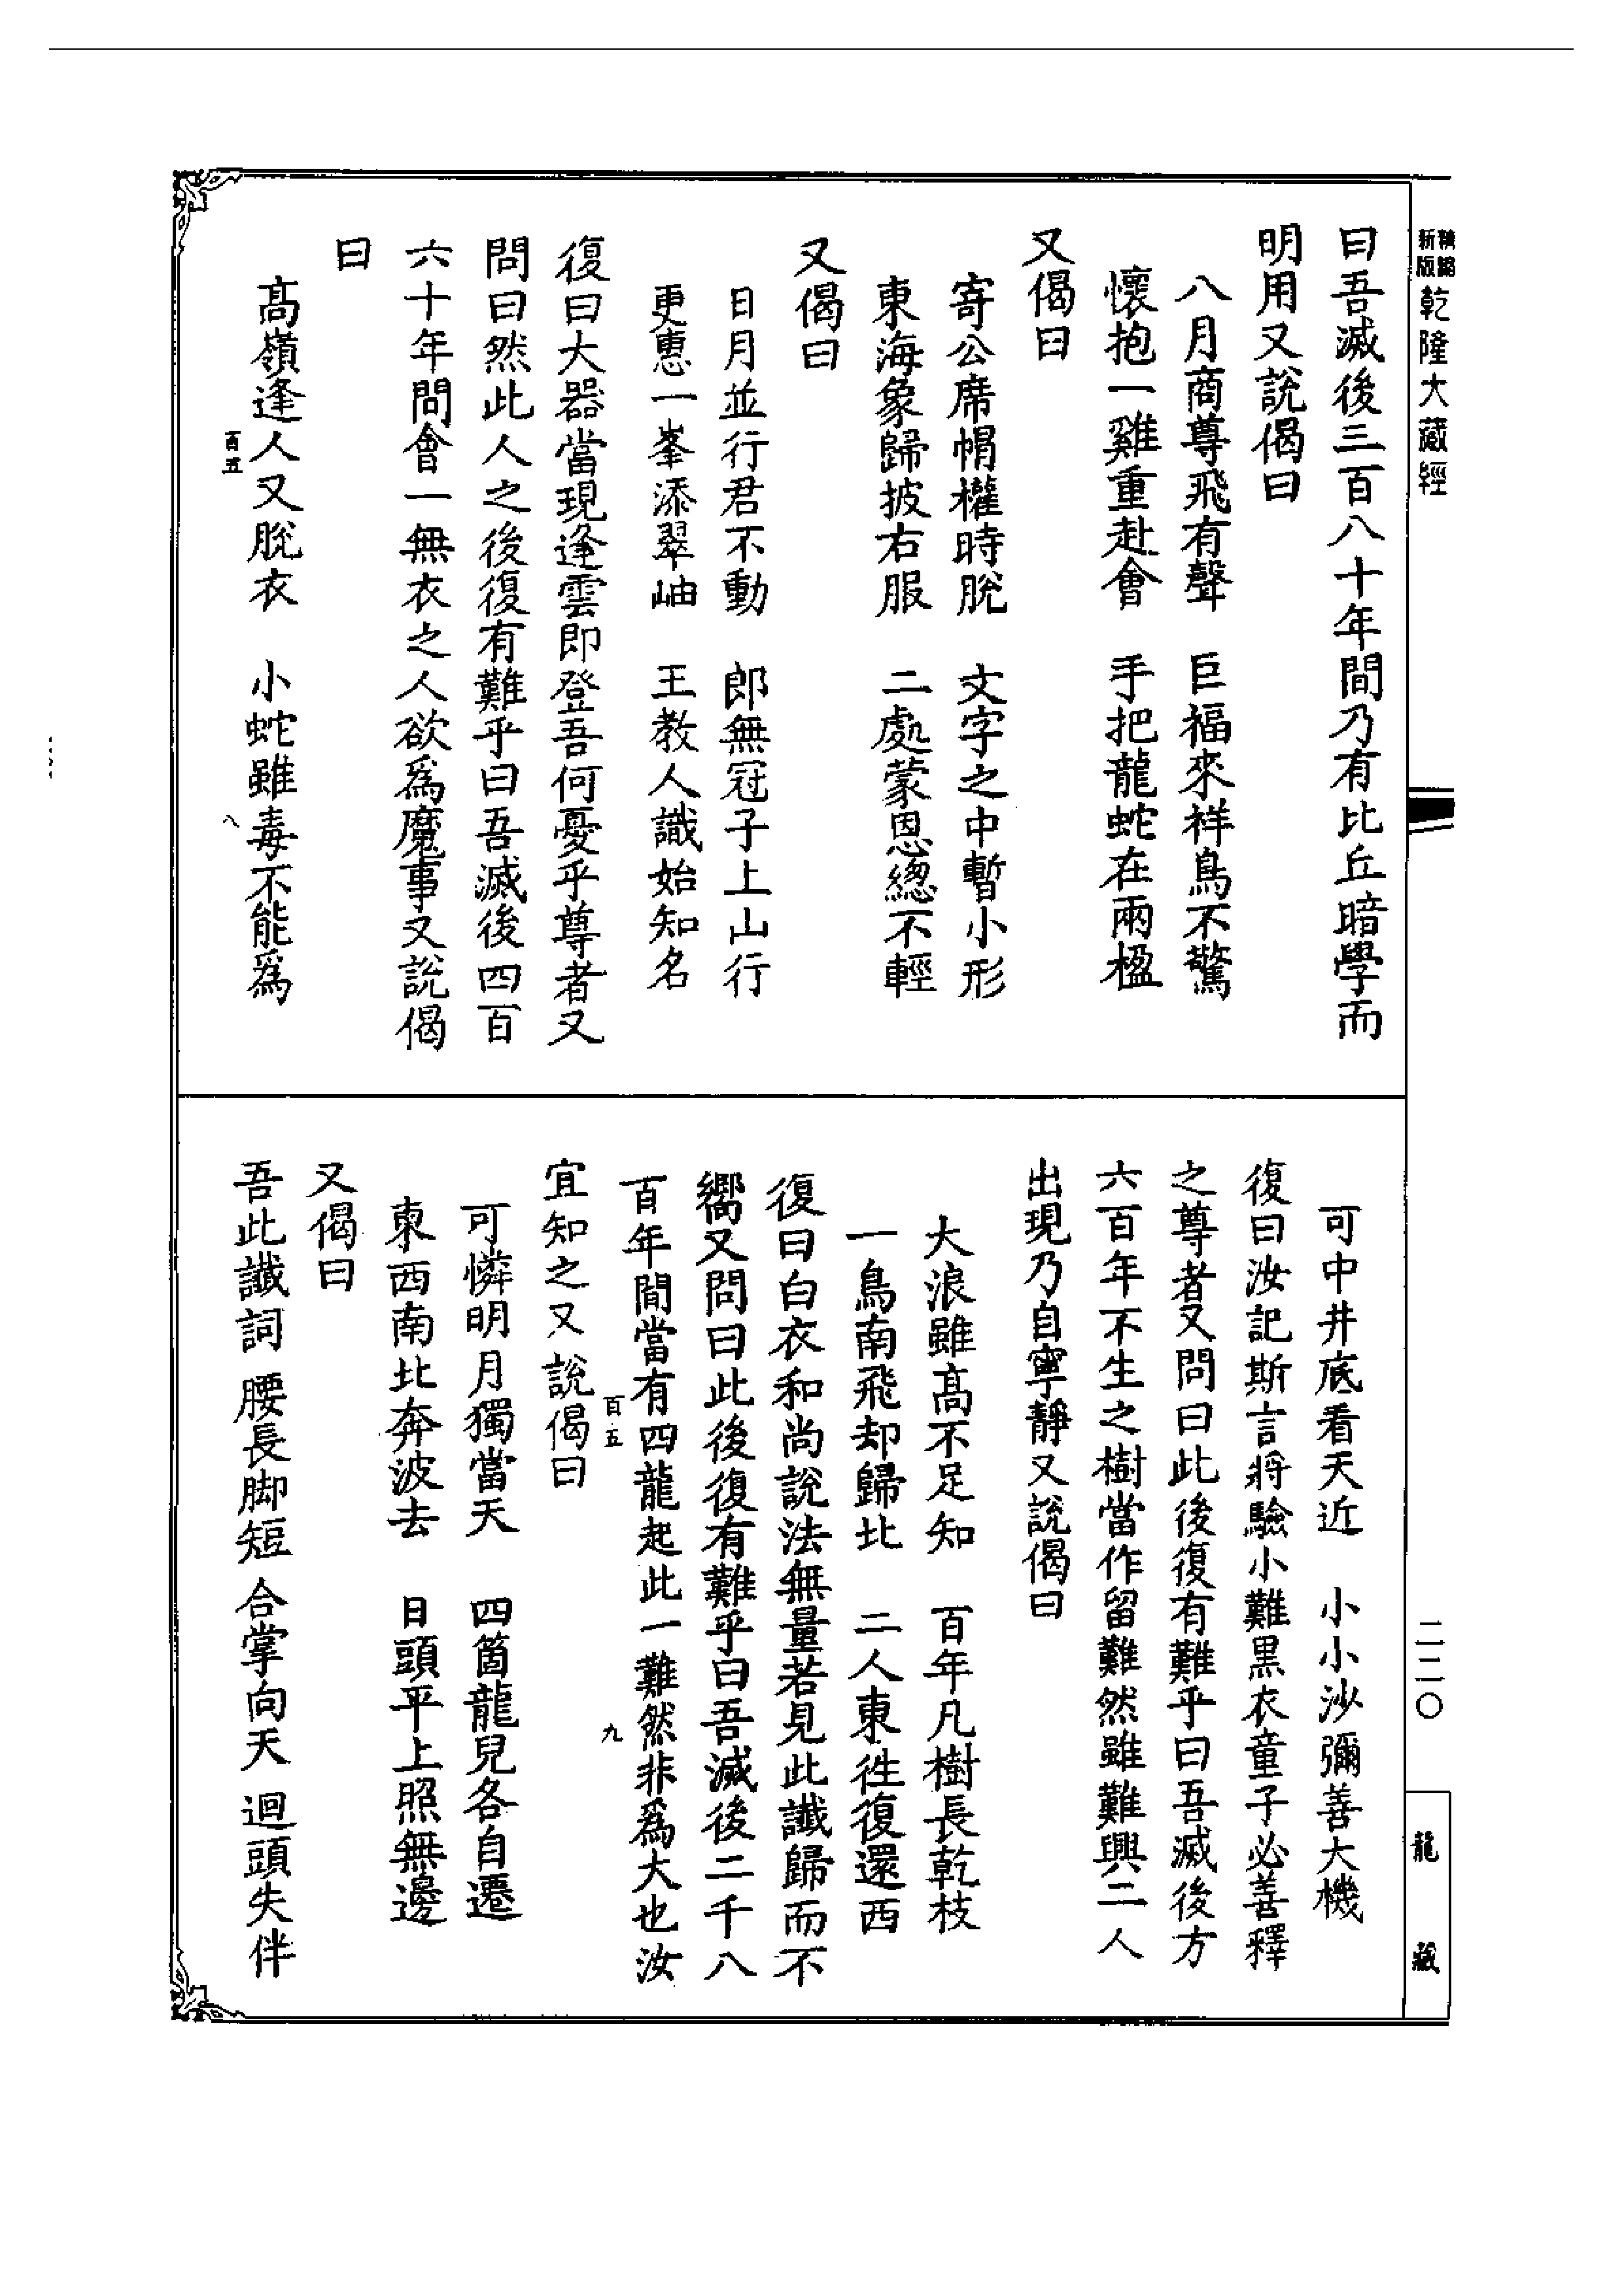 精縮
新版
乾隆大藏經
曰吾滅後三百八十年間乃有比丘暗學而
明用又說偈曰
八月商尊飛有聲　巨福來祥鳥不驚
懷抱一雞重赴會　手把龍蛇在兩楹
又偈曰
寄公席帽權時脫　文字之中暫小形
東海象歸披右服　二處蒙恩總不輕
又偈曰
日月並行君不動　郎無冠子上山行
更惠一峯添翠岫　王教人識始知名
復曰大器當現逢雲即登吾何憂乎尊者又
問曰然此人之後復有難乎曰吾滅後四百
六十年間會一無衣之人欲爲魔事又說偈
曰
高嶺逢人又脫衣　小蛇雖毒不能爲
百五
八
可中井底看天近　小小沙彌善大機
復曰汝記斯言將驗小難黑衣童子必善釋
之尊者又問曰此後復有難乎曰吾滅後方
六百年不生之樹當作留難然雖難興二人
出現乃自寧靜又說偈曰
大浪雖高不足知　百年凡樹長乾枝
一鳥南飛却歸北　二人東徃復還西
復曰白衣和尚說法無量若見此讖歸而不
嚮又問曰此後復有難乎曰吾滅後二千八
百年間當有四龍起此一難然非爲大也汝
百五
九
宜知之又說偈曰
可憐明月獨當天　四箇龍兒各自遷
東西南北奔波去　日頭平上照無邊
又偈曰
吾此讖詞　腰長脚短　合掌向天　迴頭失伴
二二〇
龍藏